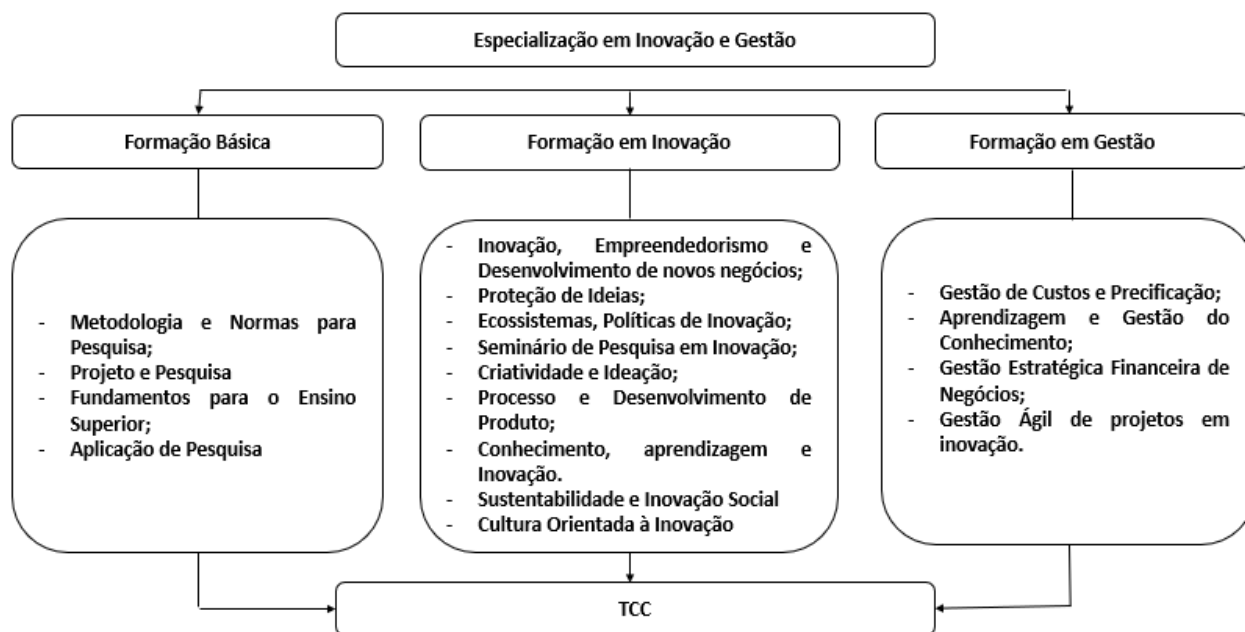 Especialização em Inovação e Gestão
Formação Básica
Formação em Inovação
Formação em Gestão
- Metodologia e Normas para
Pesquisa;
- Projeto e Pesquisa
- Fundamentos para o Ensino
Superior;
- Aplicação de Pesquisa
- Inovação, Empreendedorismo e
Desenvolvimento de novos negócios;
- Proteção de Ideias;
- Ecossistemas, Políticas de Inovação;
- Seminário de Pesquisa em Inovação;
- Criatividade e Ideação;
- Processo e Desenvolvimento de
Produto;
- Conhecimento, aprendizagem e
Inovação.
- Sustentabilidade e Inovação Social
- Cultura Orientada à Inovação
- Gestão de Custos e Precificação;
- Aprendizagem e Gestão do
Conhecimento;
- Gestão Estratégica Financeira de
Negócios;
- Gestão Ágil de projetos em
inovação.
TCC